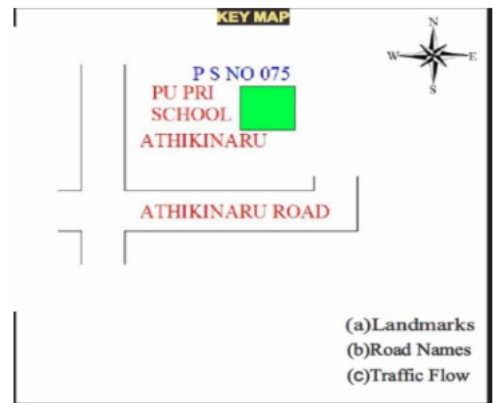 KEY MAP
N
W E
S
P S NO 075
PU PRI
SCHOOL
ATHIKINARU
ATHIKINARU ROAD
(a)Landmarks
(b)Road Names
(c)Traffic Flow